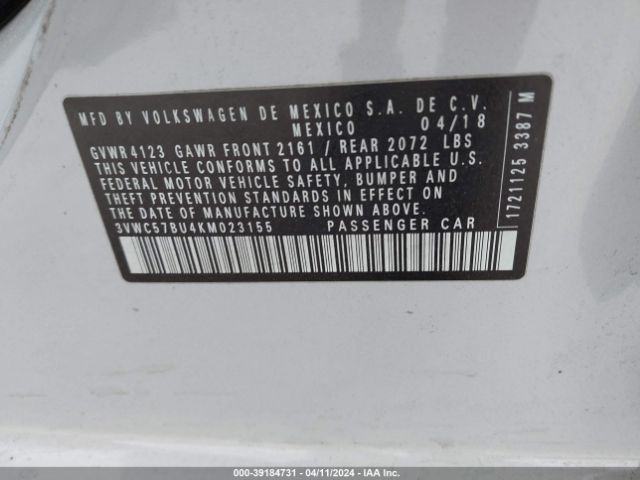 MFD BY VOLKSWAGEN DE MEXICO S.A. DE C.V.
MEXICO 04/18
GVWR 4123 GAWR FRONT 2161 / REAR 2072 LBS
THIS VEHICLE CONFORMS TO ALL APPLICABLE U.S.
FEDERAL MOTOR VEHICLE SAFETY, BUMPER AND
THEFT PREVENTION STANDARDS IN EFFECT ON
THE DATE OF MANUFACTURE SHOWN ABOVE.
3VWC57BU4KM023155 PASSENGER CAR
1721125 3387 M
000-39184731 - 04/11/2024 - IAA Inc.